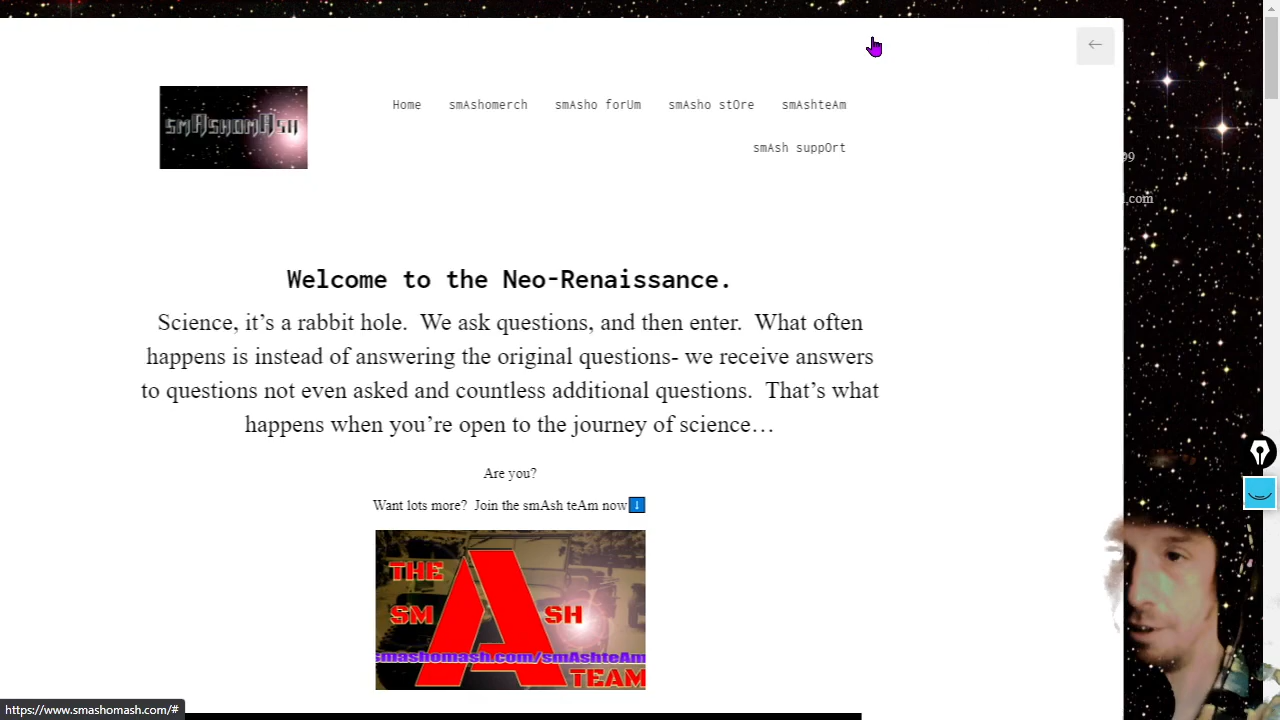 smAshomAsh
Home smAshomerch smAsho forUm smAsho stOre smAshteAm
smAsh suppOrt
99
.com
Welcome to the Neo-Renaissance.
Science, it’s a rabbit hole.  We ask questions, and then enter.  What often
happens is instead of answering the original questions- we receive answers
to questions not even asked and countless additional questions.  That’s what
happens when you’re open to the journey of science…
Are you?
Want lots more?  Join the smAsh teAm now
THE
SM A SH
smashomash.com/smAshteAm
TEAM
https://www.smashomash.com/#